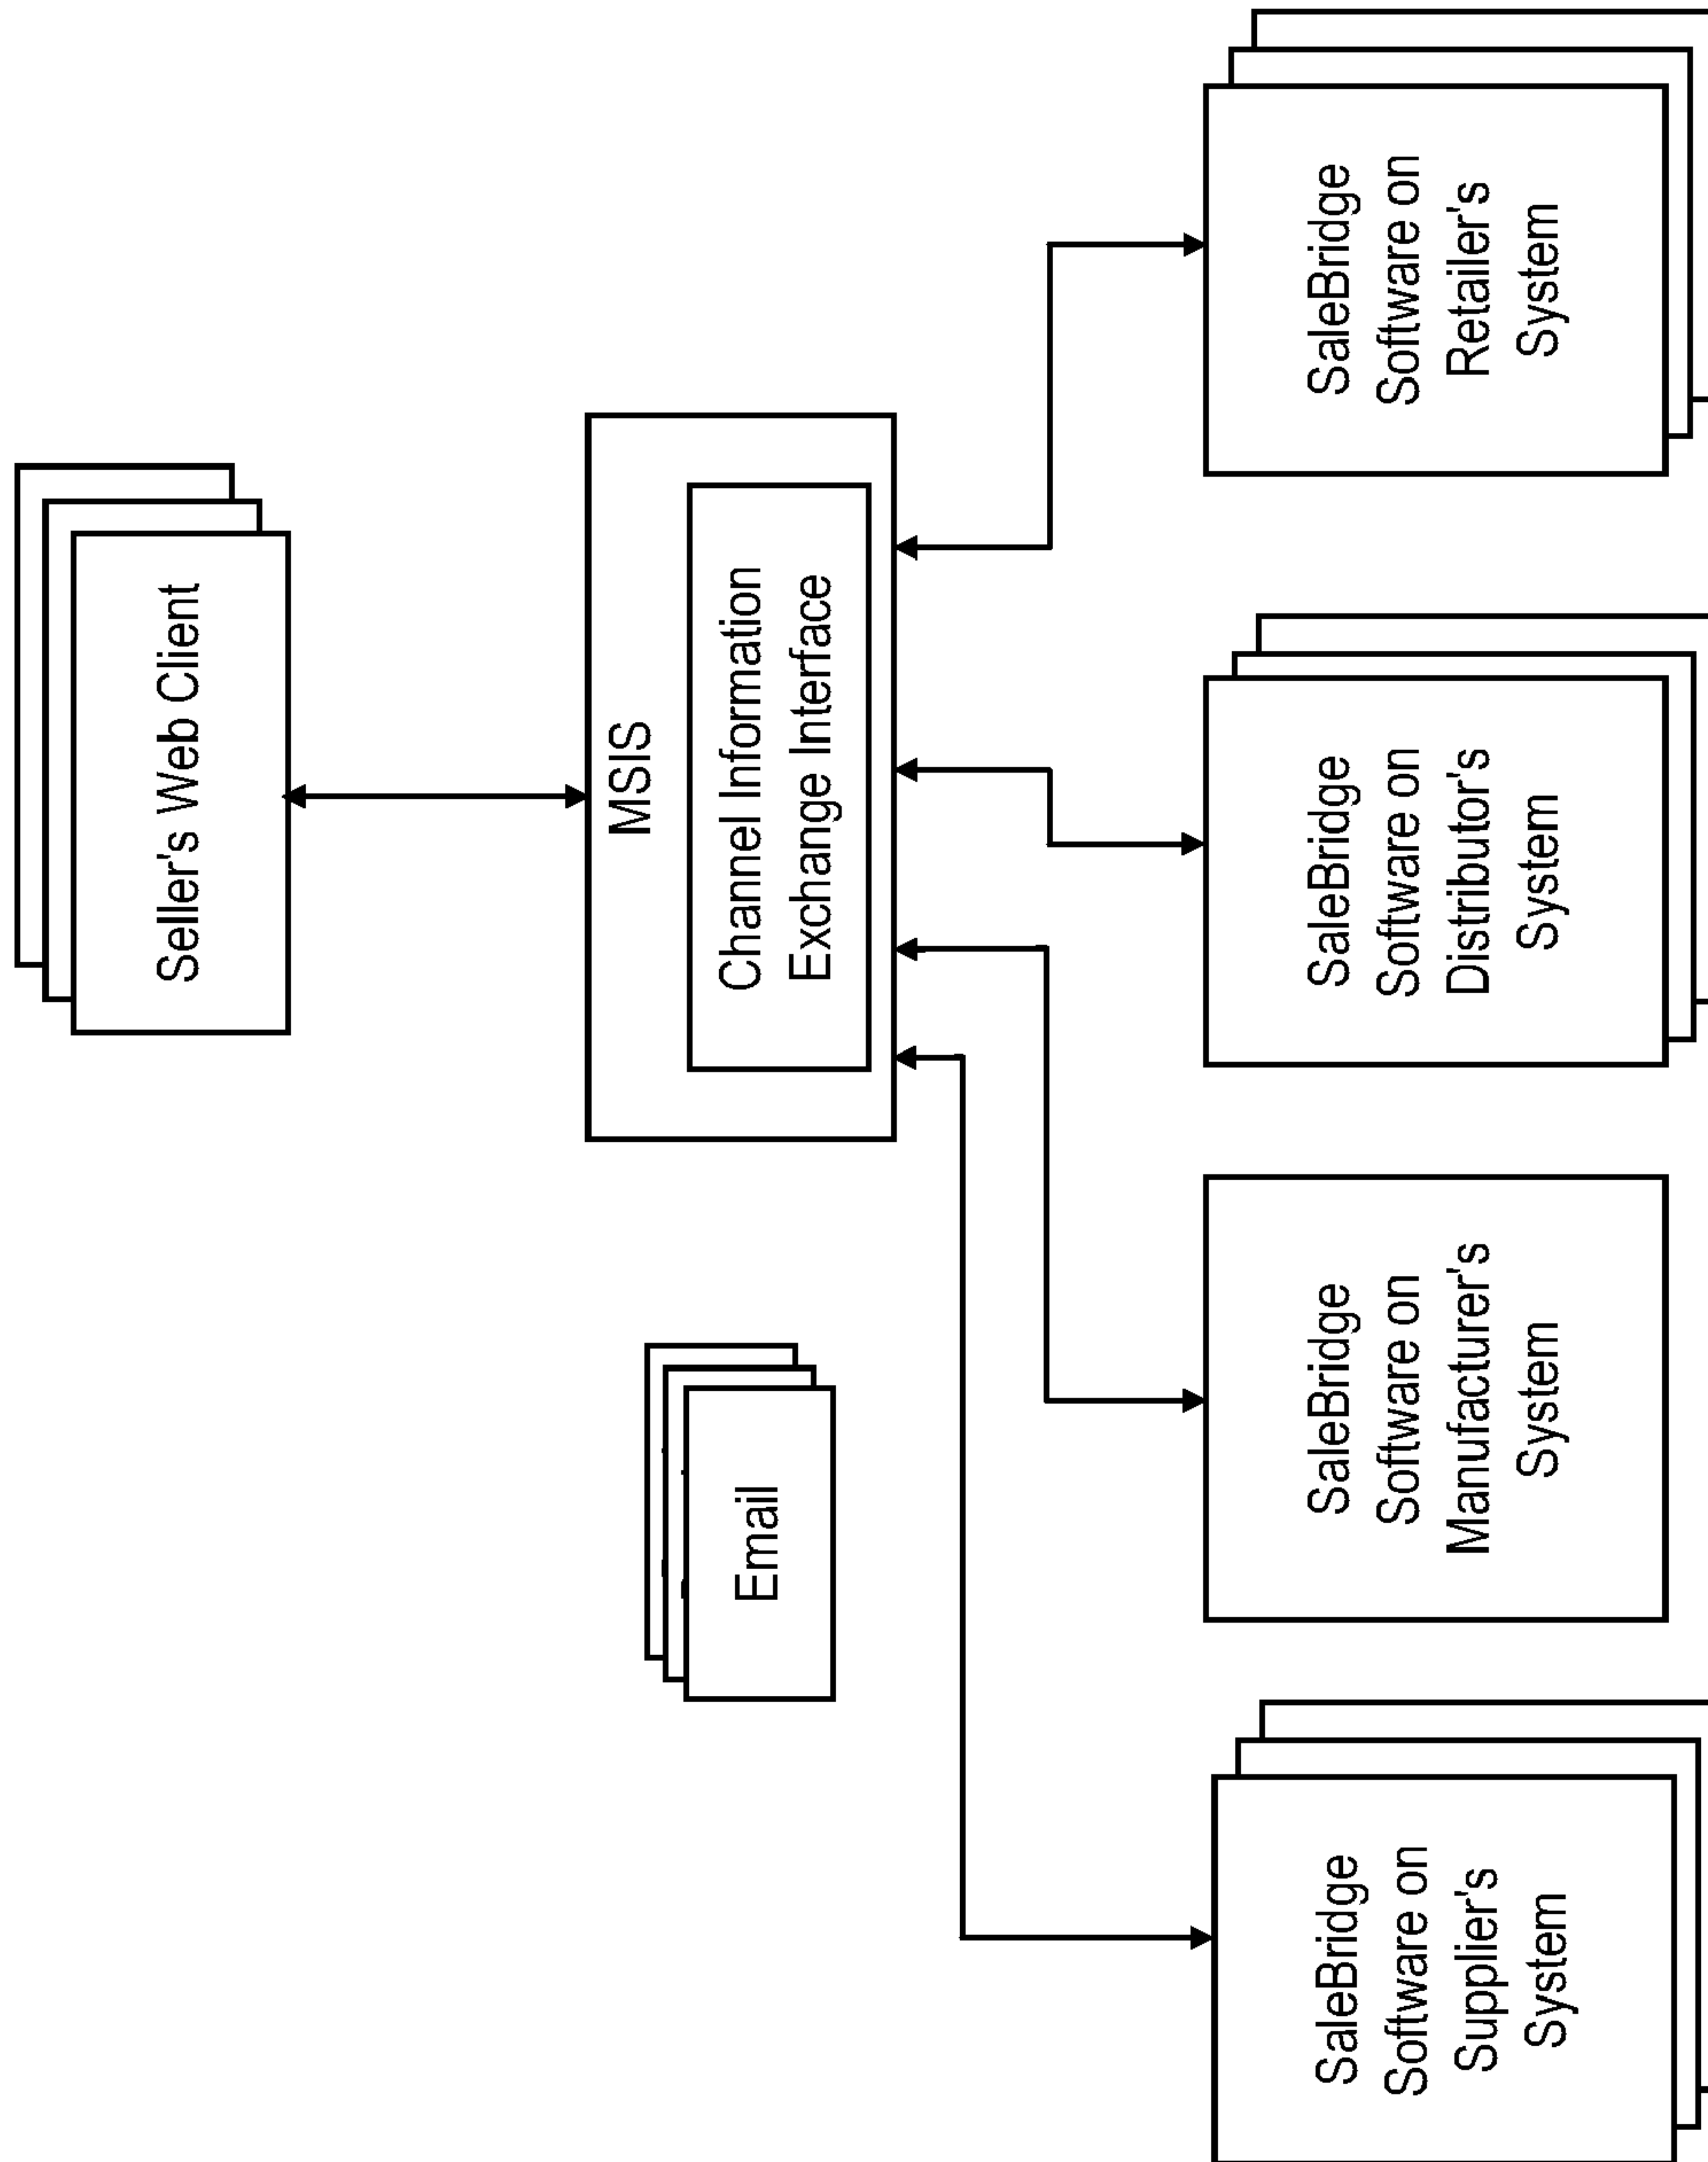 Seller's Web Client
MSIS
Channel Information
Exchange Interface
Email
SaleBridge
Software on
Supplier's
System
SaleBridge
Software on
Manufacturer's
System
SaleBridge
Software on
Distributor's
System
SaleBridge
Software on
Retailer's
System